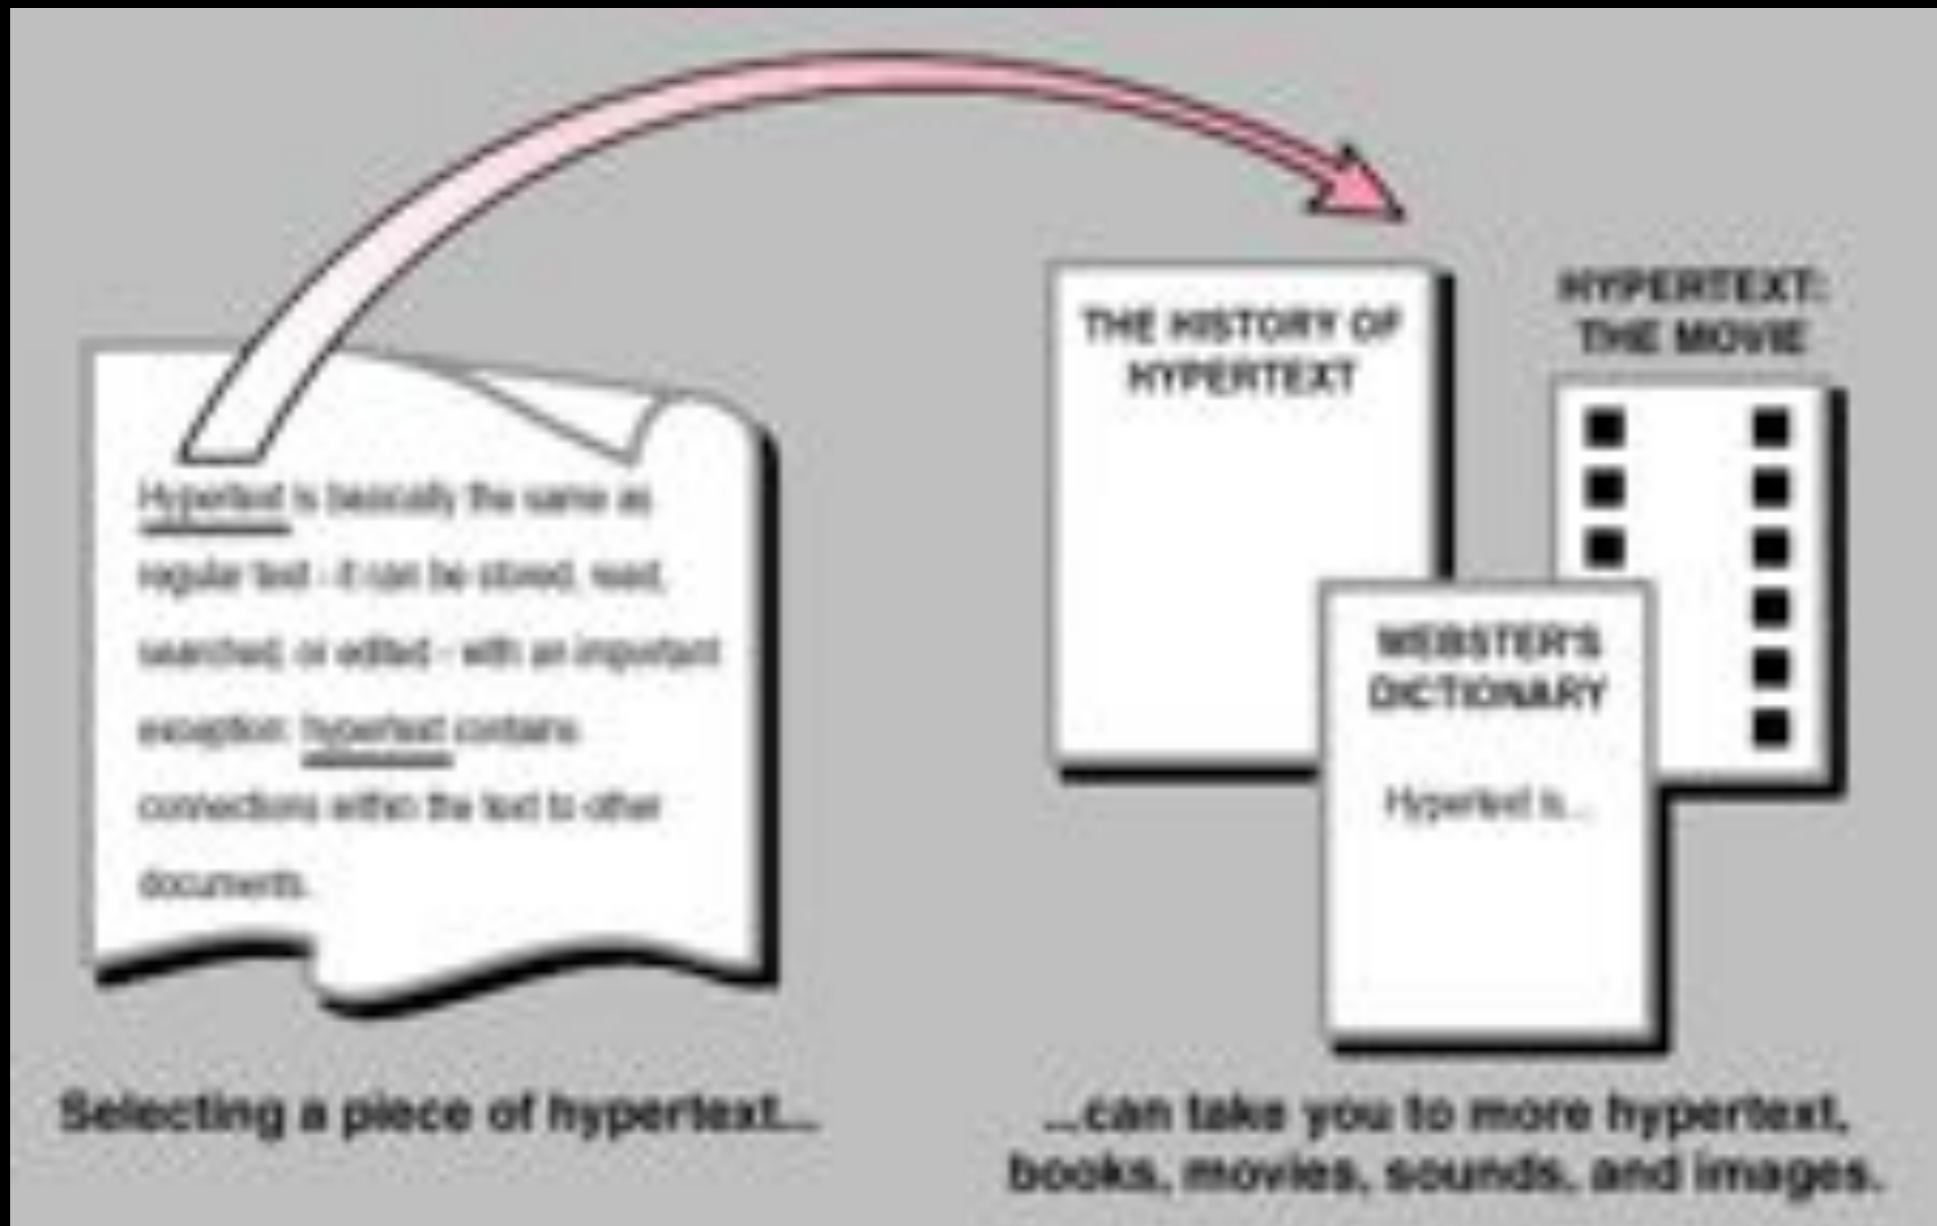 Hypertext is basically the same as
regular text - it can be stored, read,
searched, or edited - with an important
exception: hypertext contains
connections within the text to other
documents.
Selecting a piece of hypertext...
THE HISTORY OF
HYPERTEXT
HYPERTEXT:
THE MOVIE
WEBSTER'S
DICTIONARY
Hypertext is...
...can take you to more hypertext,
books, movies, sounds, and images.